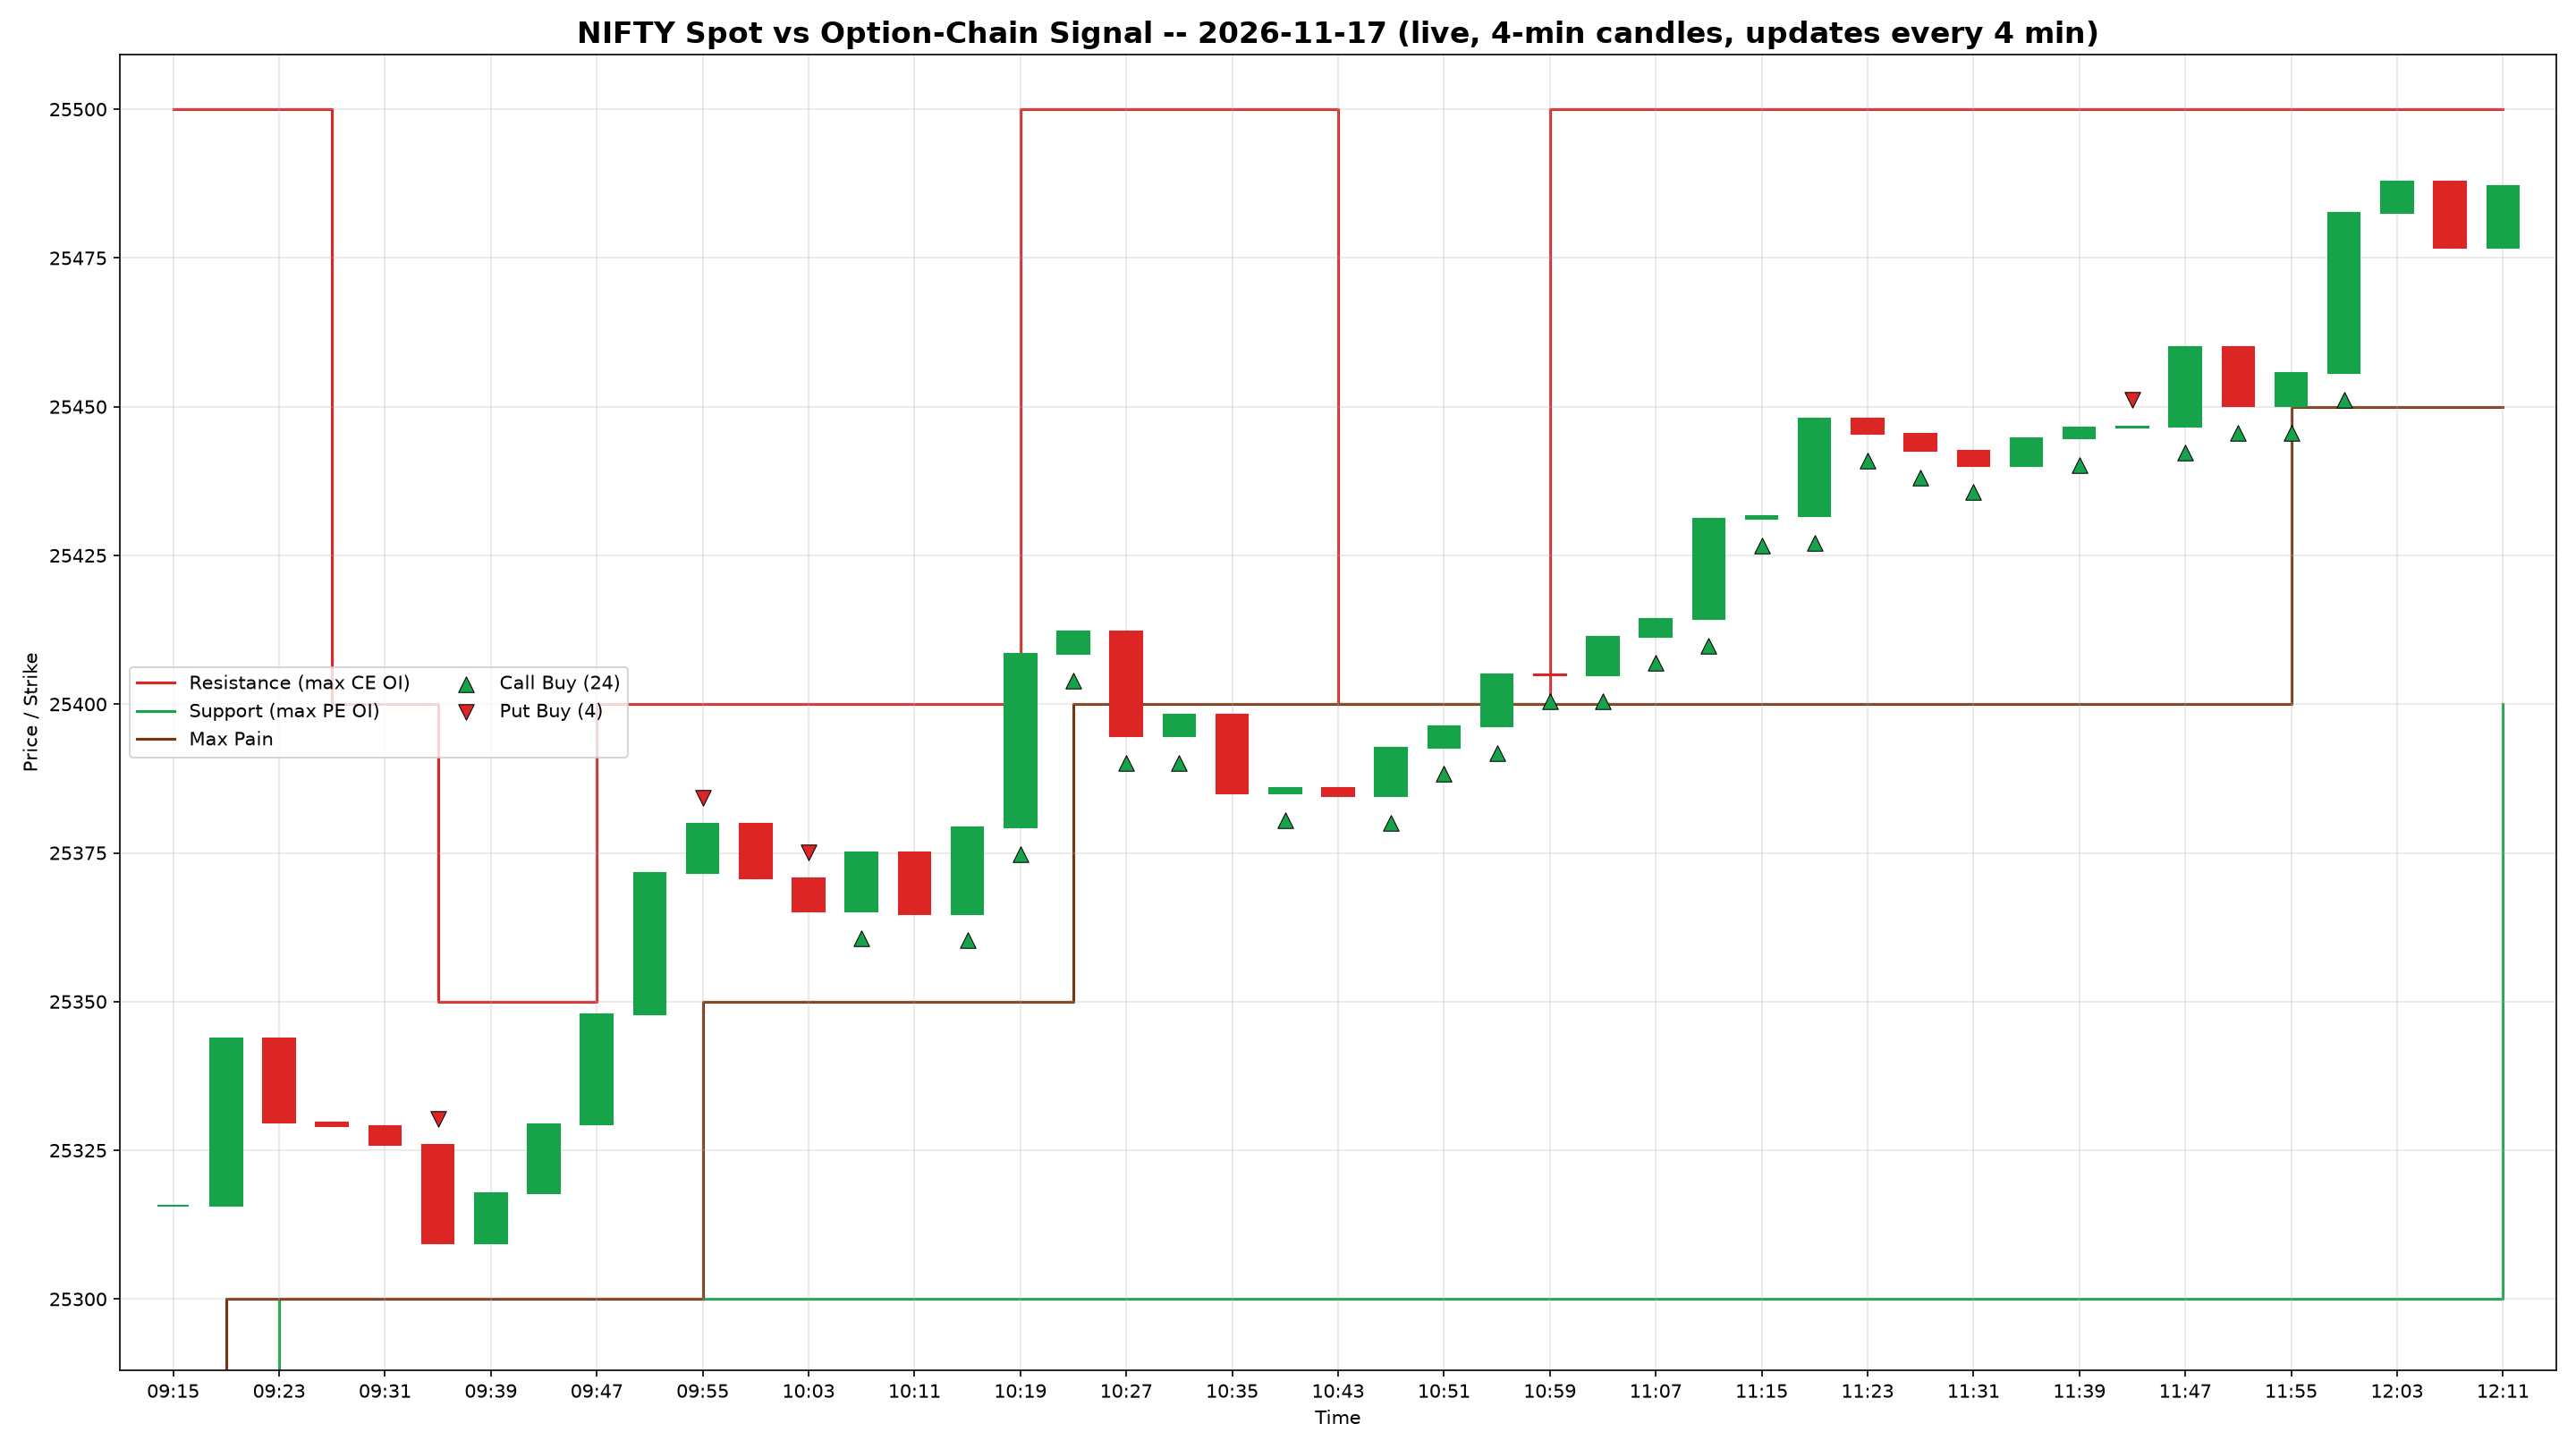 NIFTY Spot vs Option-Chain Signal -- 2026-11-17 (live, 4-min candles, updates every 4 min)
Price / Strike
25500
25475
25450
25425
25400
25375
25350
25325
25300
Resistance (max CE OI)
Support (max PE OI)
Max Pain
Call Buy (24)
Put Buy (4)
09:15 09:23 09:31 09:39 09:47 09:55 10:03 10:11 10:19 10:27 10:35 10:43 10:51 10:59 11:07 11:15 11:23 11:31 11:39 11:47 11:55 12:03 12:11
Time